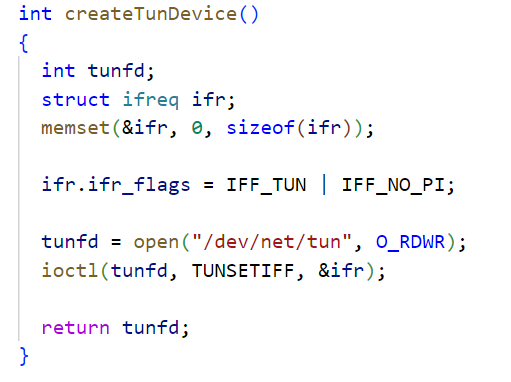 int createTunDevice()
{
int tunfd;
struct ifreq ifr;
memset(&ifr, 0, sizeof(ifr));
ifr.ifr_flags = IFF_TUN | IFF_NO_PI;
tunfd = open("/dev/net/tun", O_RDWR);
ioctl(tunfd, TUNSETIFF, &ifr);
return tunfd;
}